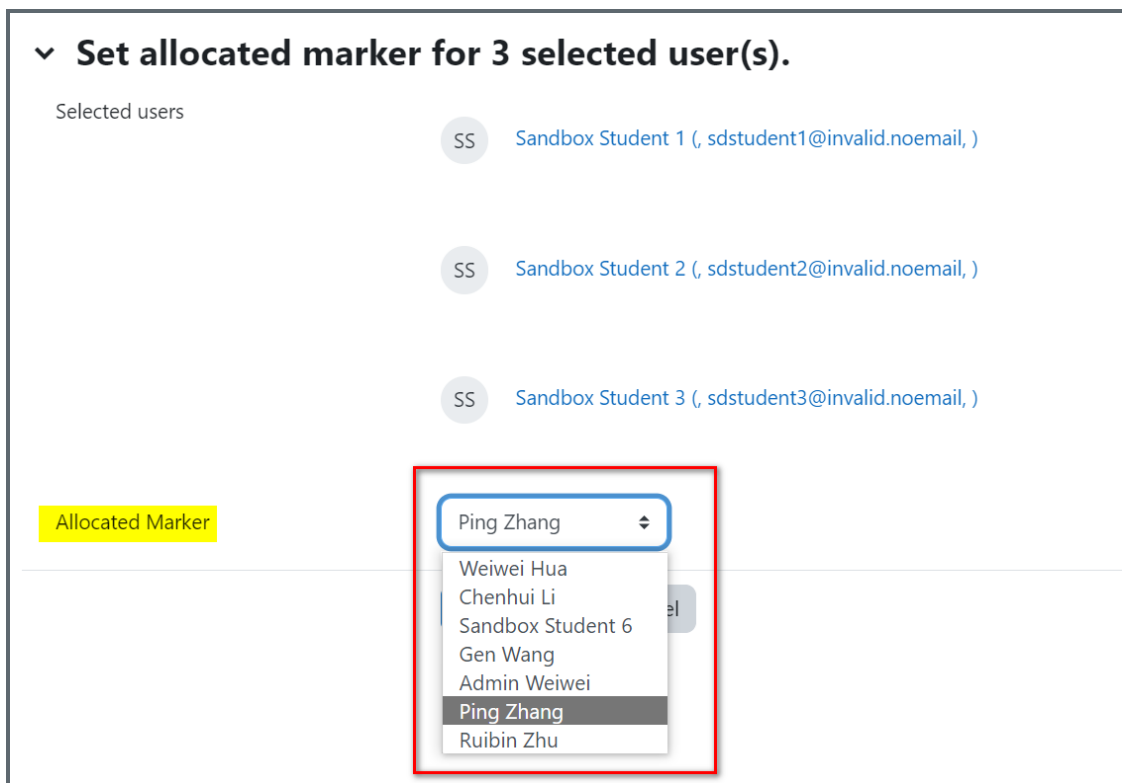 Set allocated marker for 3 selected user(s).
Selected users
SS Sandbox Student 1 (, sdstudent1@invalid.noemail, )
SS Sandbox Student 2 (, sdstudent2@invalid.noemail, )
SS Sandbox Student 3 (, sdstudent3@invalid.noemail, )
Allocated Marker Ping Zhang
Weiwei Hua
Chenhui Li
Sandbox Student 6
Gen Wang
Admin Weiwei
Ping Zhang
Ruibin Zhu